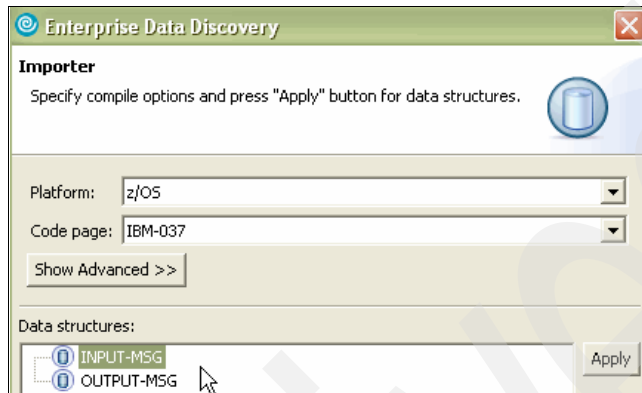 Enterprise Data Discovery
Importer
Specify compile options and press "Apply" button for data structures.
Platform: z/OS
Code page: IBM-037
Show Advanced >>
Data structures:
INPUT-MSG
Apply
OUTPUT-MSG